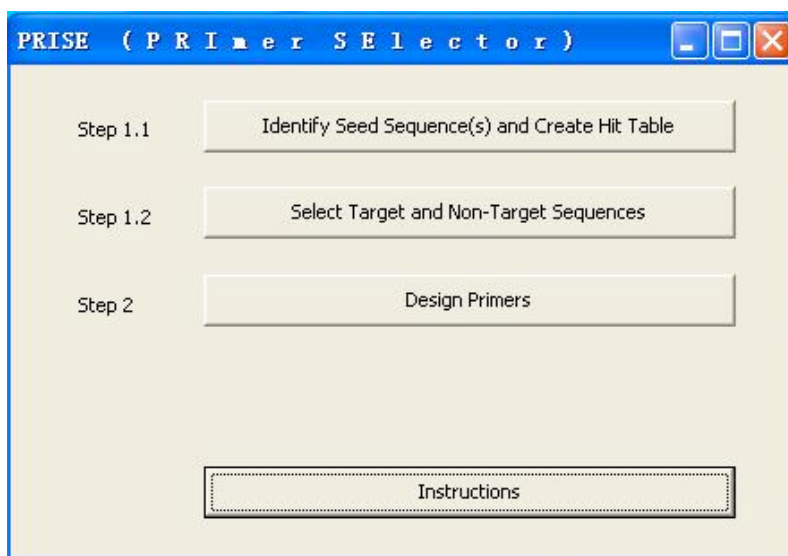 PRISE (PRImer SElector)
Step 1.1 Identify Seed Sequence(s) and Create Hit Table
Step 1.2 Select Target and Non-Target Sequences
Step 2 Design Primers
Instructions